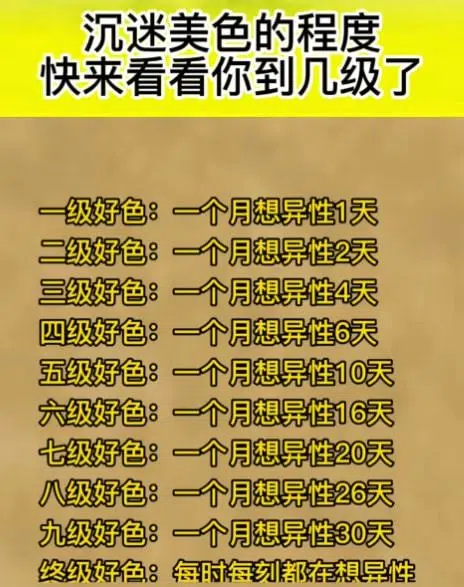 沉迷美色的程度
快来看看你到几级了
一级好色：一个月想异性1天
二级好色：一个月想异性2天
三级好色：一个月想异性4天
四级好色：一个月想异性6天
五级好色：一个月想异性10天
六级好色：一个月想异性16天
七级好色：一个月想异性20天
八级好色：一个月想异性26天
九级好色：一个月想异性30天
终级好色：每时每刻都在想异性